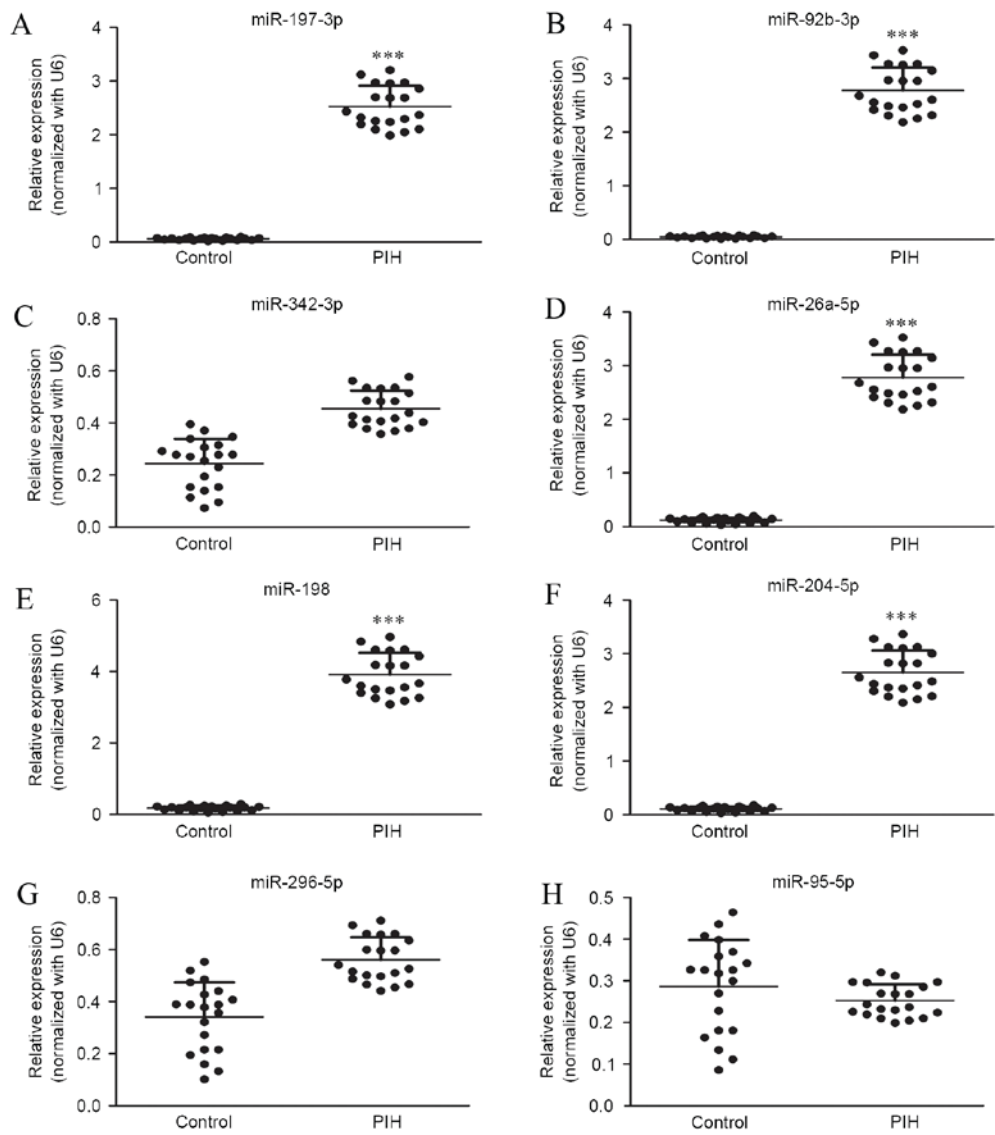 A
miR-197-3p
Relative expression
(normalized with U6)
4
3
2
1
0
***
Control
PIH
B
miR-92b-3p
Relative expression
(normalized with U6)
4
3
2
1
0
***
Control
PIH
C
miR-342-3p
Relative expression
(normalized with U6)
0.8
0.6
0.4
0.2
0.0
Control
PIH
D
miR-26a-5p
Relative expression
(normalized with U6)
4
3
2
1
0
***
Control
PIH
E
miR-198
Relative expression
(normalized with U6)
6
4
2
0
***
Control
PIH
F
miR-204-5p
Relative expression
(normalized with U6)
4
3
2
1
0
***
Control
PIH
G
miR-296-5p
Relative expression
(normalized with U6)
0.8
0.6
0.4
0.2
0.0
Control
PIH
H
miR-95-5p
Relative expression
(normalized with U6)
0.5
0.4
0.3
0.2
0.1
0.0
Control
PIH